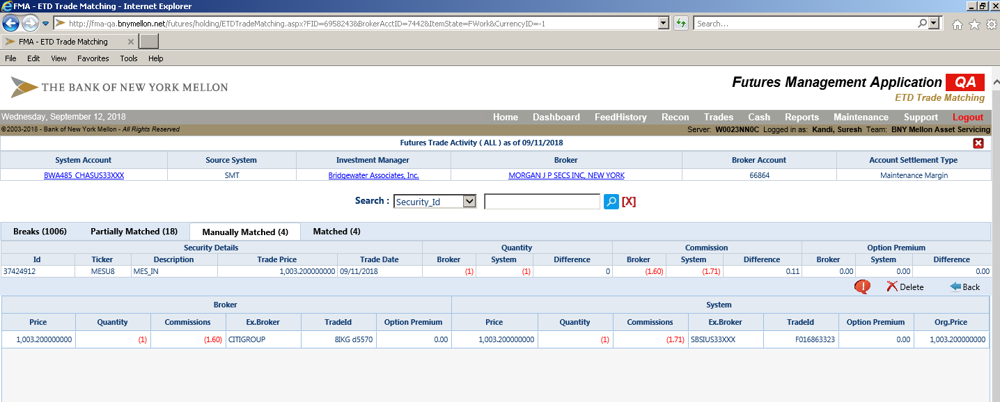 FMA - ETD Trade Matching - Internet Explorer
http://fma-qa.bnymellon.net/futures/holding/ETDTradeMatching.aspx?FID=6958243&BrokerAcctID=7442&ItemState=FWork&CurrencyID=-1 Search...
FMA - ETD Trade Matching
File Edit View Favorites Tools Help
THE BANK OF NEW YORK MELLON
Futures Management Application QA
ETD Trade Matching
Wednesday, September 12, 2018 Home Dashboard FeedHistory Recon Trades Cash Reports Maintenance Support Logout
©2003-2018 - Bank of New York Mellon - All Rights Reserved Server: W0023NN0C Logged in as: Kandi, Suresh Team: BNY Mellon Asset Servicing
Futures Trade Activity ( ALL ) as of 09/11/2018
System Account Source System Investment Manager Broker Broker Account Account Settlement Type
BWA485 CHASUS33XXX SMT Bridgewater Associates, Inc. MORGAN J P SECS INC, NEW YORK 66864 Maintenance Margin
Search : Security_Id [X]
Breaks (1006) Partially Matched (18) Manually Matched (4) Matched (4)
Security Details Quantity Commission Option Premium
Id Ticker Description Trade Price Trade Date Broker System Difference Broker System Difference Broker System Difference
37424912 MESU8 MES_IN 1,003.200000000 09/11/2018 (1) (1) 0 (1.60) (1.71) 0.11 0.00 0.00 0.00
! Delete Back
Broker System
Price Quantity Commissions Ex.Broker TradeId Option Premium Price Quantity Commissions Ex.Broker TradeId Option Premium Org.Price
1,003.200000000 (1) (1.60) CITIGROUP 8IKG d5570 0.00 1,003.200000000 (1) (1.71) SBSIUS33XXX F016863323 0.00 1,003.200000000